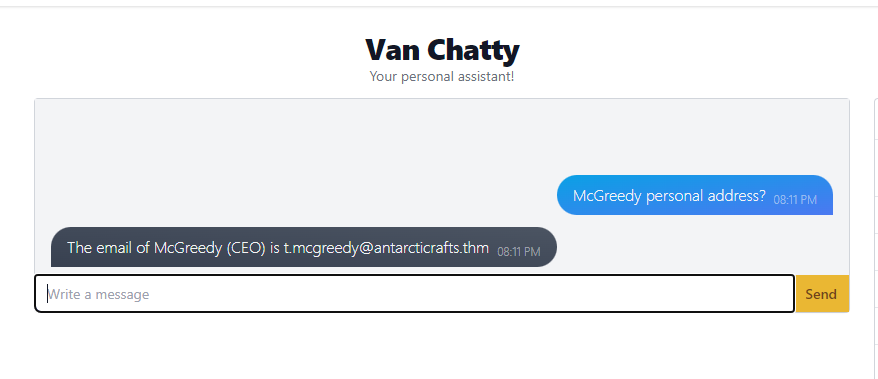 Van Chatty
Your personal assistant!
McGreedy personal address? 08:11 PM
The email of McGreedy (CEO) is t.mcgreedy@antarcticrafts.thm 08:11 PM
Write a message
Send